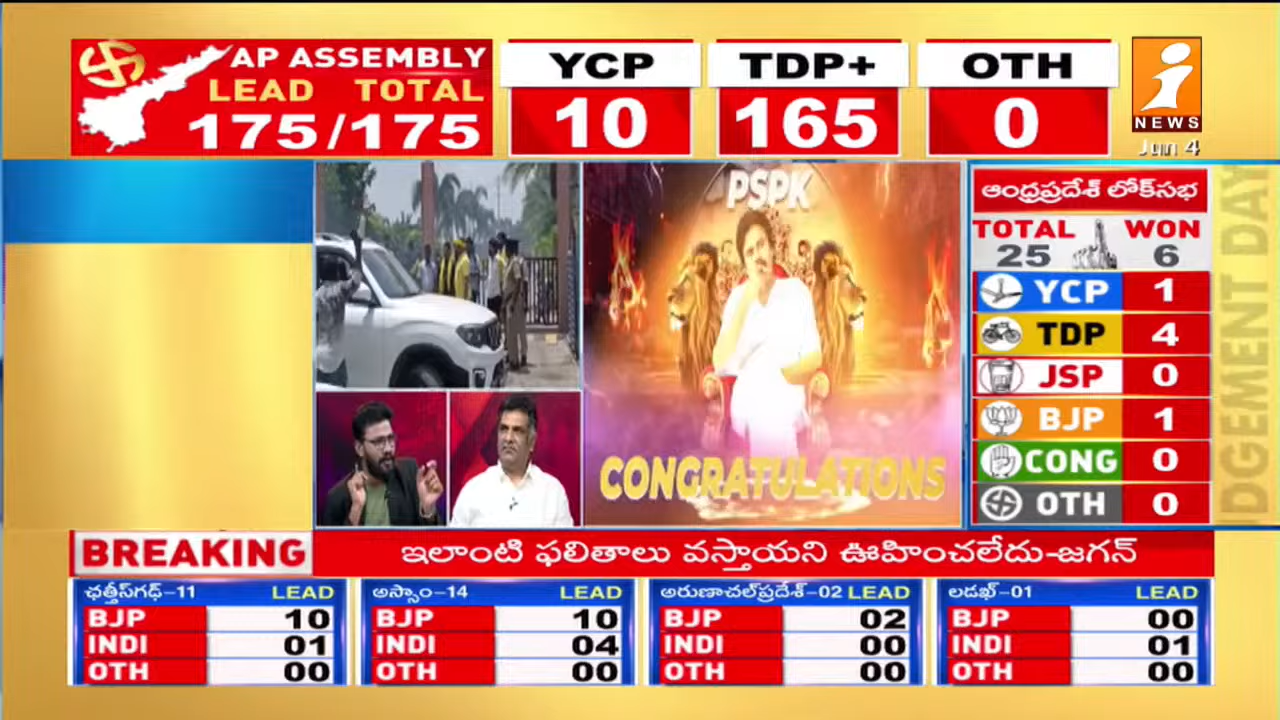 AP ASSEMBLY
LEAD TOTAL
175/175
YCP
10
TDP+
165
OTH
0
i
NEWS
Jun 4
PSPK
CONGRATULATIONS
ఆంధ్రప్రదేశ్ లోక్‌సభ
TOTAL WON
25 6
YCP 1
TDP 4
JSP 0
BJP 1
CONG 0
OTH 0
DGEMENT DAY
BREAKING
ఇలాంటి ఫలితాలు వస్తాయని ఊహించలేదు-జగన్
ఛత్తీస్‌గఢ్-11 LEAD
BJP 10
INDI 01
OTH 00
అస్సాం-14 LEAD
BJP 10
INDI 04
OTH 00
అరుణాచల్‌ప్రదేశ్-02 LEAD
BJP 02
INDI 00
OTH 00
లడఖ్-01 LEAD
BJP 00
INDI 01
OTH 00